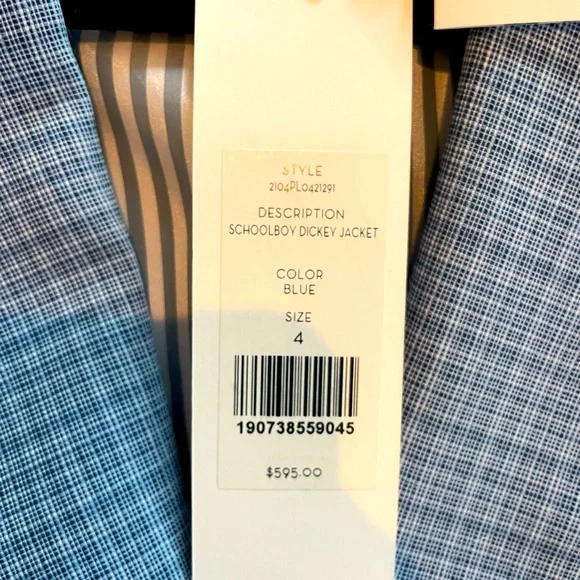 STYLE
2104PL0421291
DESCRIPTION
SCHOOLBOY DICKEY JACKET
COLOR
BLUE
SIZE
4
190738559045
$595.00